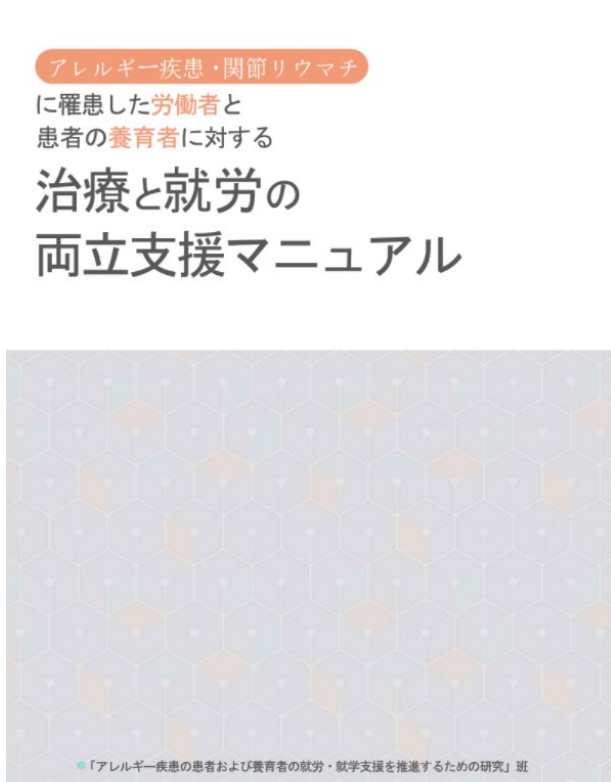 アレルギー疾患・関節リウマチ
に罹患した労働者と
患者の養育者に対する
治療と就労の
両立支援マニュアル
「アレルギー疾患の患者および養育者の就労・就学支援を推進するための研究」班